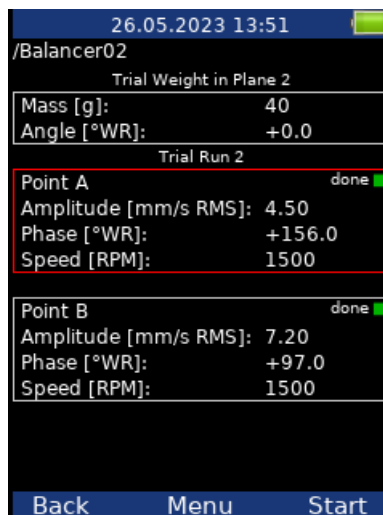 26.05.2023 13:51
/Balancer02
Trial Weight in Plane 2
Mass [g]: 40
Angle [°WR]: +0.0
Trial Run 2
Point A done
Amplitude [mm/s RMS]: 4.50
Phase [°WR]: +156.0
Speed [RPM]: 1500
Point B done
Amplitude [mm/s RMS]: 7.20
Phase [°WR]: +97.0
Speed [RPM]: 1500
Back Menu Start